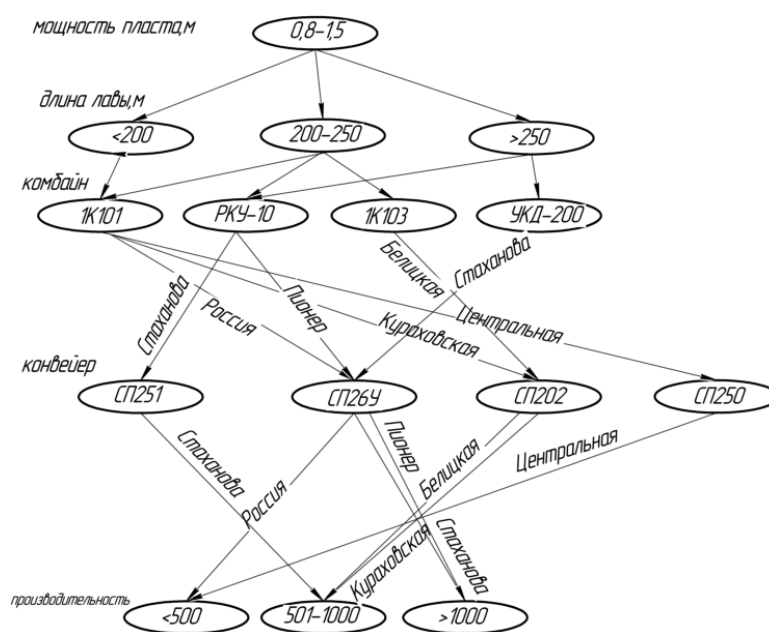 мощность пласта,м
0,8-1,5
длина лавы,м
<200
200-250
>250
комбайн
1К101
РКУ-10
1К103
УКД-200
Стаханова
Россия
Пионер
Кураховская
Белицкая
Стаханова
Центральная
конвейер
СП251
СП26У
СП202
СП250
Стаханова
Россия
Пионер
Стаханова
Белицкая
Кураховская
Центральная
производительность
<500
501-1000
>1000